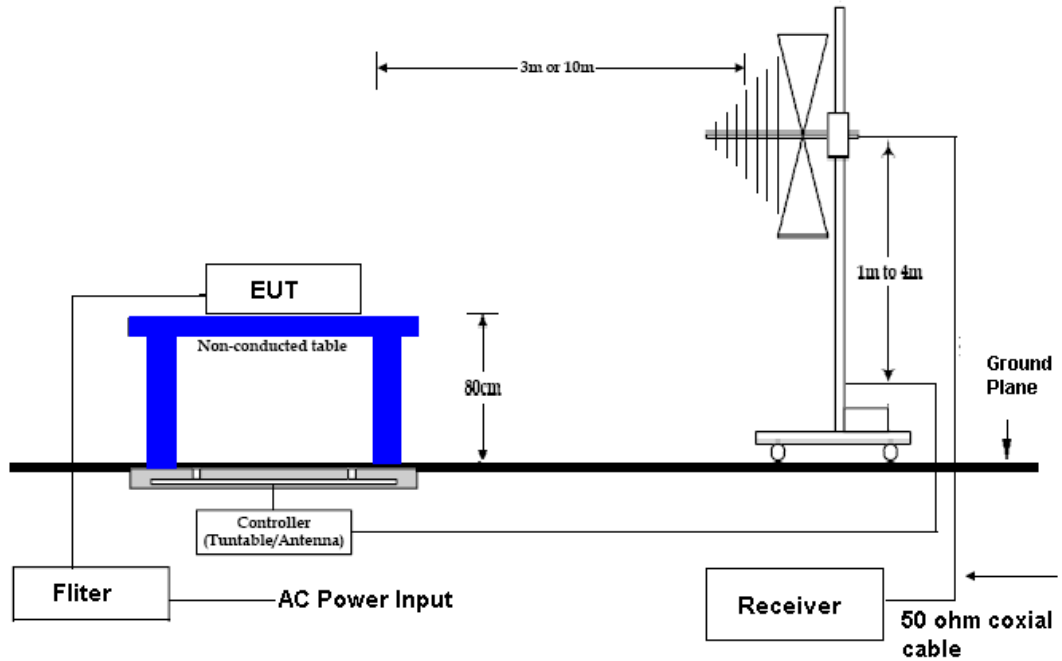 3m or 10m
1m to 4m
EUT
Non-conducted table
80cm
Ground
Plane
Controller
(Tuntable/Antenna)
Fliter
AC Power Input
Receiver
50 ohm coxial
cable